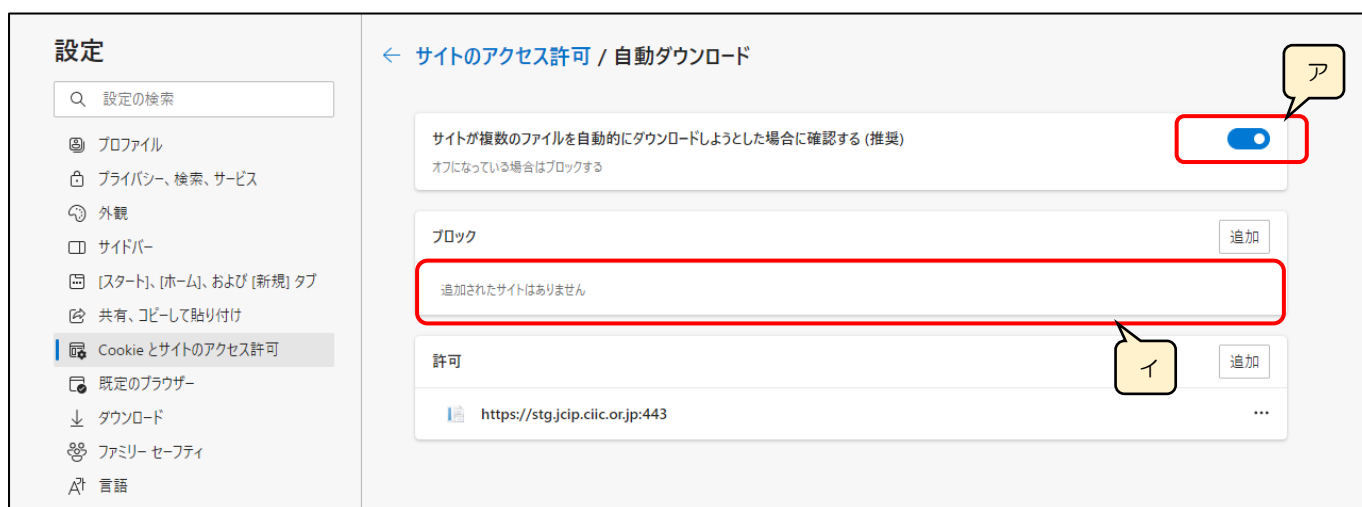 設定
設定の検索
プロファイル
プライバシー、検索、サービス
外観
サイドバー
[スタート]、[ホーム]、および [新規] タブ
共有、コピーして貼り付け
Cookie とサイトのアクセス許可
既定のブラウザー
ダウンロード
ファミリー セーフティ
言語
← サイトのアクセス許可 / 自動ダウンロード
ア
サイトが複数のファイルを自動的にダウンロードしようとした場合に確認する (推奨)
オフになっている場合はブロックする
ブロック
追加
追加されたサイトはありません
イ
許可
追加
https://stg.jcip.ciic.or.jp:443